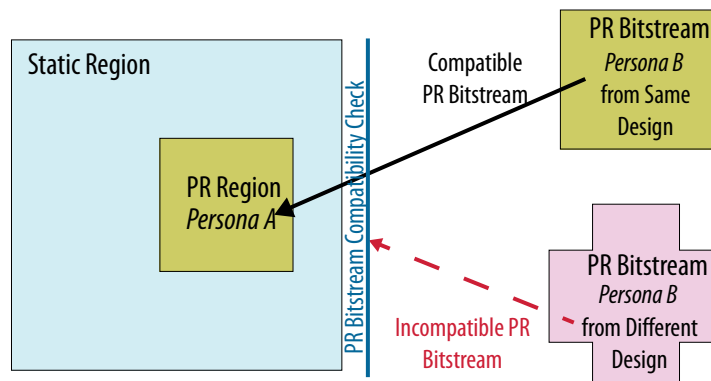 Static Region
PR Region
Persona A
PR Bitstream Compatibility Check
Compatible
PR Bitstream
PR Bitstream
Persona B
from Same
Design
Incompatible PR
Bitstream
PR Bitstream
Persona B
from Different
Design